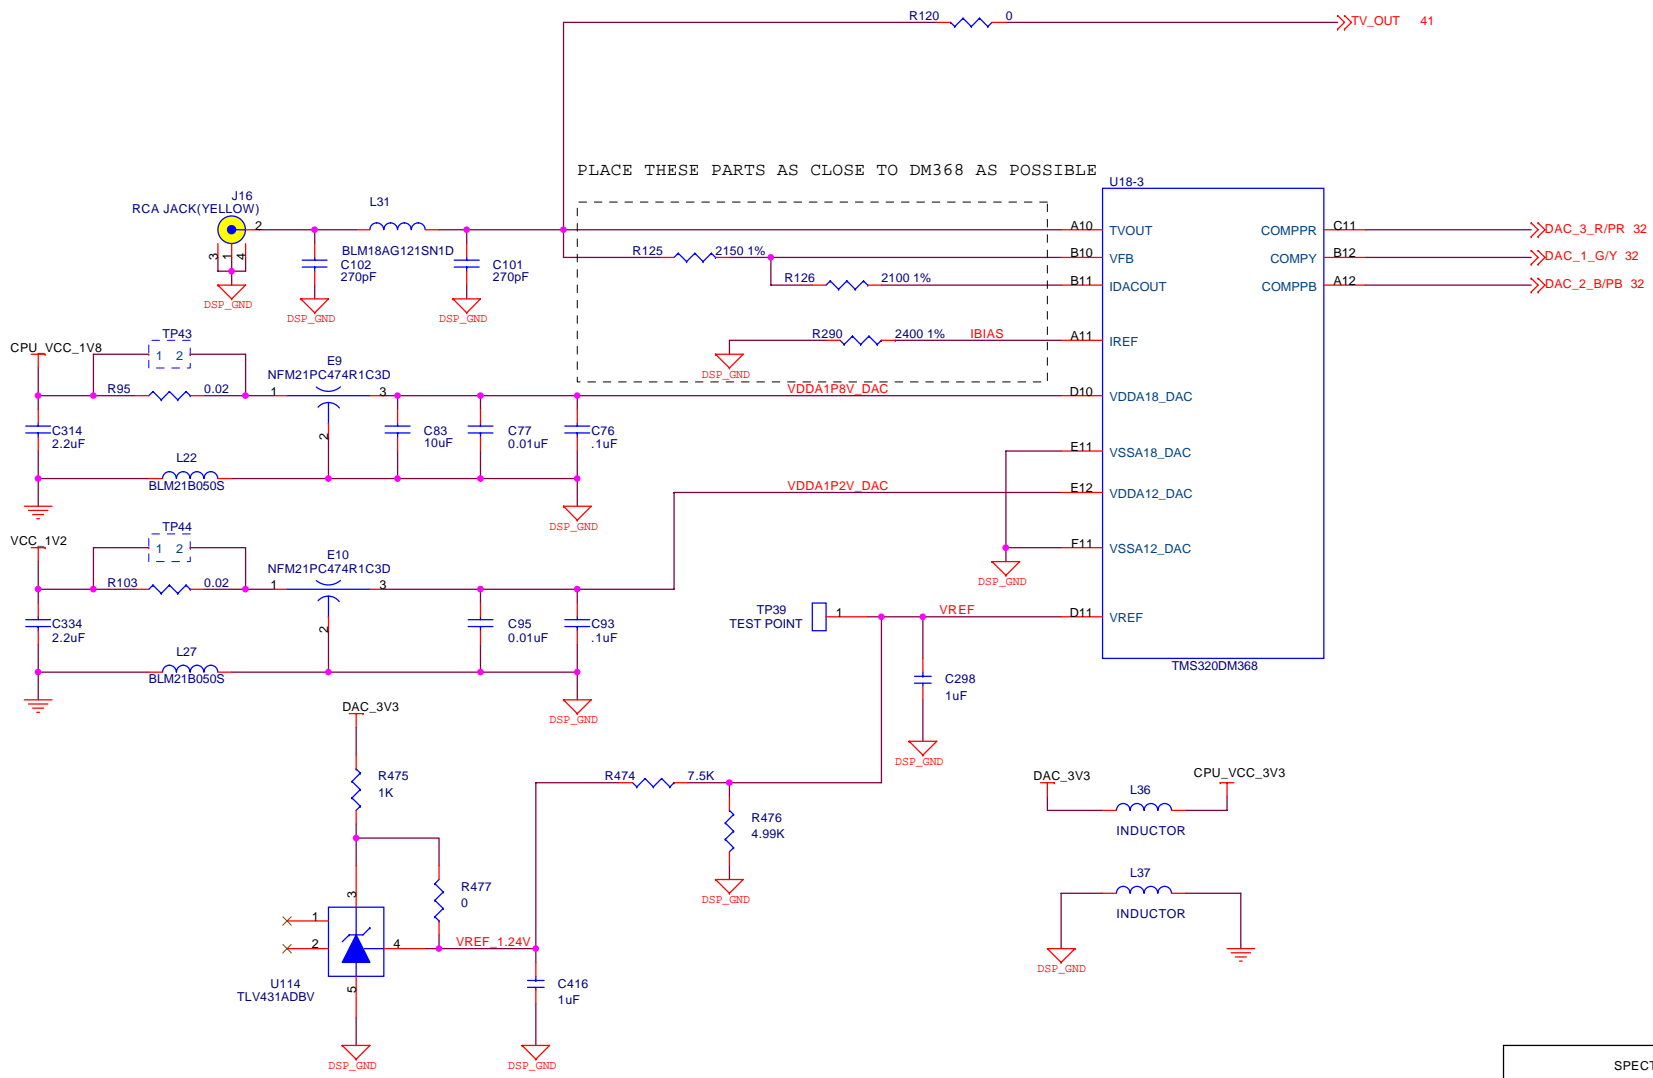 R120 0 TV_OUT 41
PLACE THESE PARTS AS CLOSE TO DM368 AS POSSIBLE
U18-3
J16
RCA JACK(YELLOW)
2
3 1 4
DSP_GND
L31
BLM18AG121SN1D
C102
270pF
DSP_GND
C101
270pF
DSP_GND
R125 2150 1%
R126 2100 1%
R290 2400 1% IBIAS
DSP_GND
A10 TVOUT
B10 VFB
B11 IDACOUT
A11 IREF
D10 VDDA18_DAC
E11 VSSA18_DAC
E12 VDDA12_DAC
F11 VSSA12_DAC
D11 VREF
COMPPR C11 DAC_3_R/PR 32
COMPY B12 DAC_1_G/Y 32
COMPPB A12 DAC_2_B/PB 32
TMS320DM368
CPU_VCC_1V8
TP43
1 2
R95 0.02
E9
NFM21PC474R1C3D
1 3
2
VDDA1P8V_DAC
C314
2.2uF
C83
10uF
C77
0.01uF
C76
.1uF
L22
BLM21B050S
DSP_GND
VDDA1P2V_DAC
VCC_1V2
TP44
1 2
R103 0.02
E10
NFM21PC474R1C3D
1 3
2
C334
2.2uF
C95
0.01uF
C93
.1uF
L27
BLM21B050S
DSP_GND
DSP_GND
TP39
TEST POINT
1 VREF
C298
1uF
DSP_GND
DAC_3V3
R475
1K
R474 7.5K
R476
4.99K
DSP_GND
R477
0
3
1
2
4 VREF_1.24V
5
U114
TLV431ADBV
C416
1uF
DSP_GND
DSP_GND
DAC_3V3 CPU_VCC_3V3
L36
INDUCTOR
L37
INDUCTOR
DSP_GND
SPECT